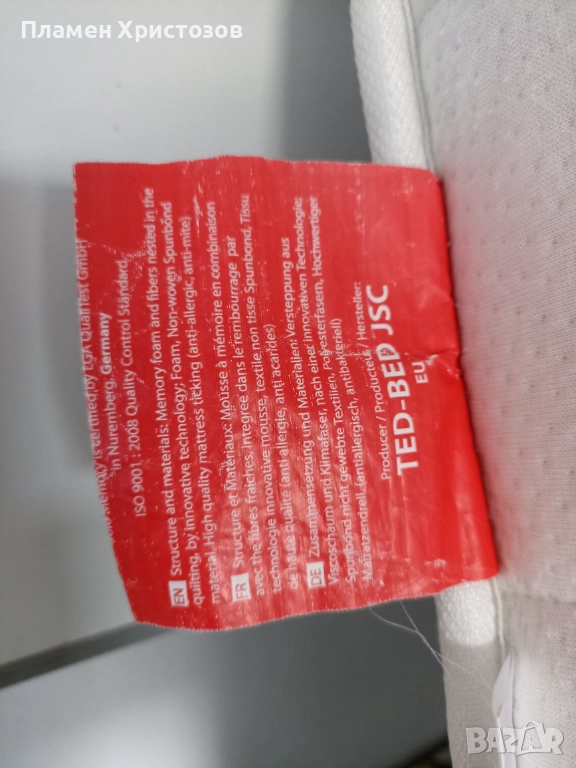 Пламен Христозов
is certified by LGA QualiTest GmbH
in Nuremberg, Germany
ISO 9001 : 2008 Quality Control Standard.
EN Structure and materials: Memory foam and fibers nested in the
quilting, by innovative technology; Foam, Non-woven Spunbond
material. High quality mattress ticking (anti-allergic, anti-mite)
FR Structure et Matériaux: Mousse à mémoire en combinaison
avec the fibres fraiches intégrée dans le rembourrage par
technologie innovative mousse, textile non tisse Spunbond, Tissu
de haute qualité (anti allergie, anti acarides)
DE Zusammensetzung und Materialien: Versteppung aus
Viscoschaum und Klimafaser, nach einer innovativen Technologie;
Spunbond nicht gewebte Textilien, Polyesterfasern, Hochwertiger
Matratzendrell, (antiallergisch, antibakteriell)
Producer / Producteur / Hersteller:
TED-BED JSC
EU
BAZAR